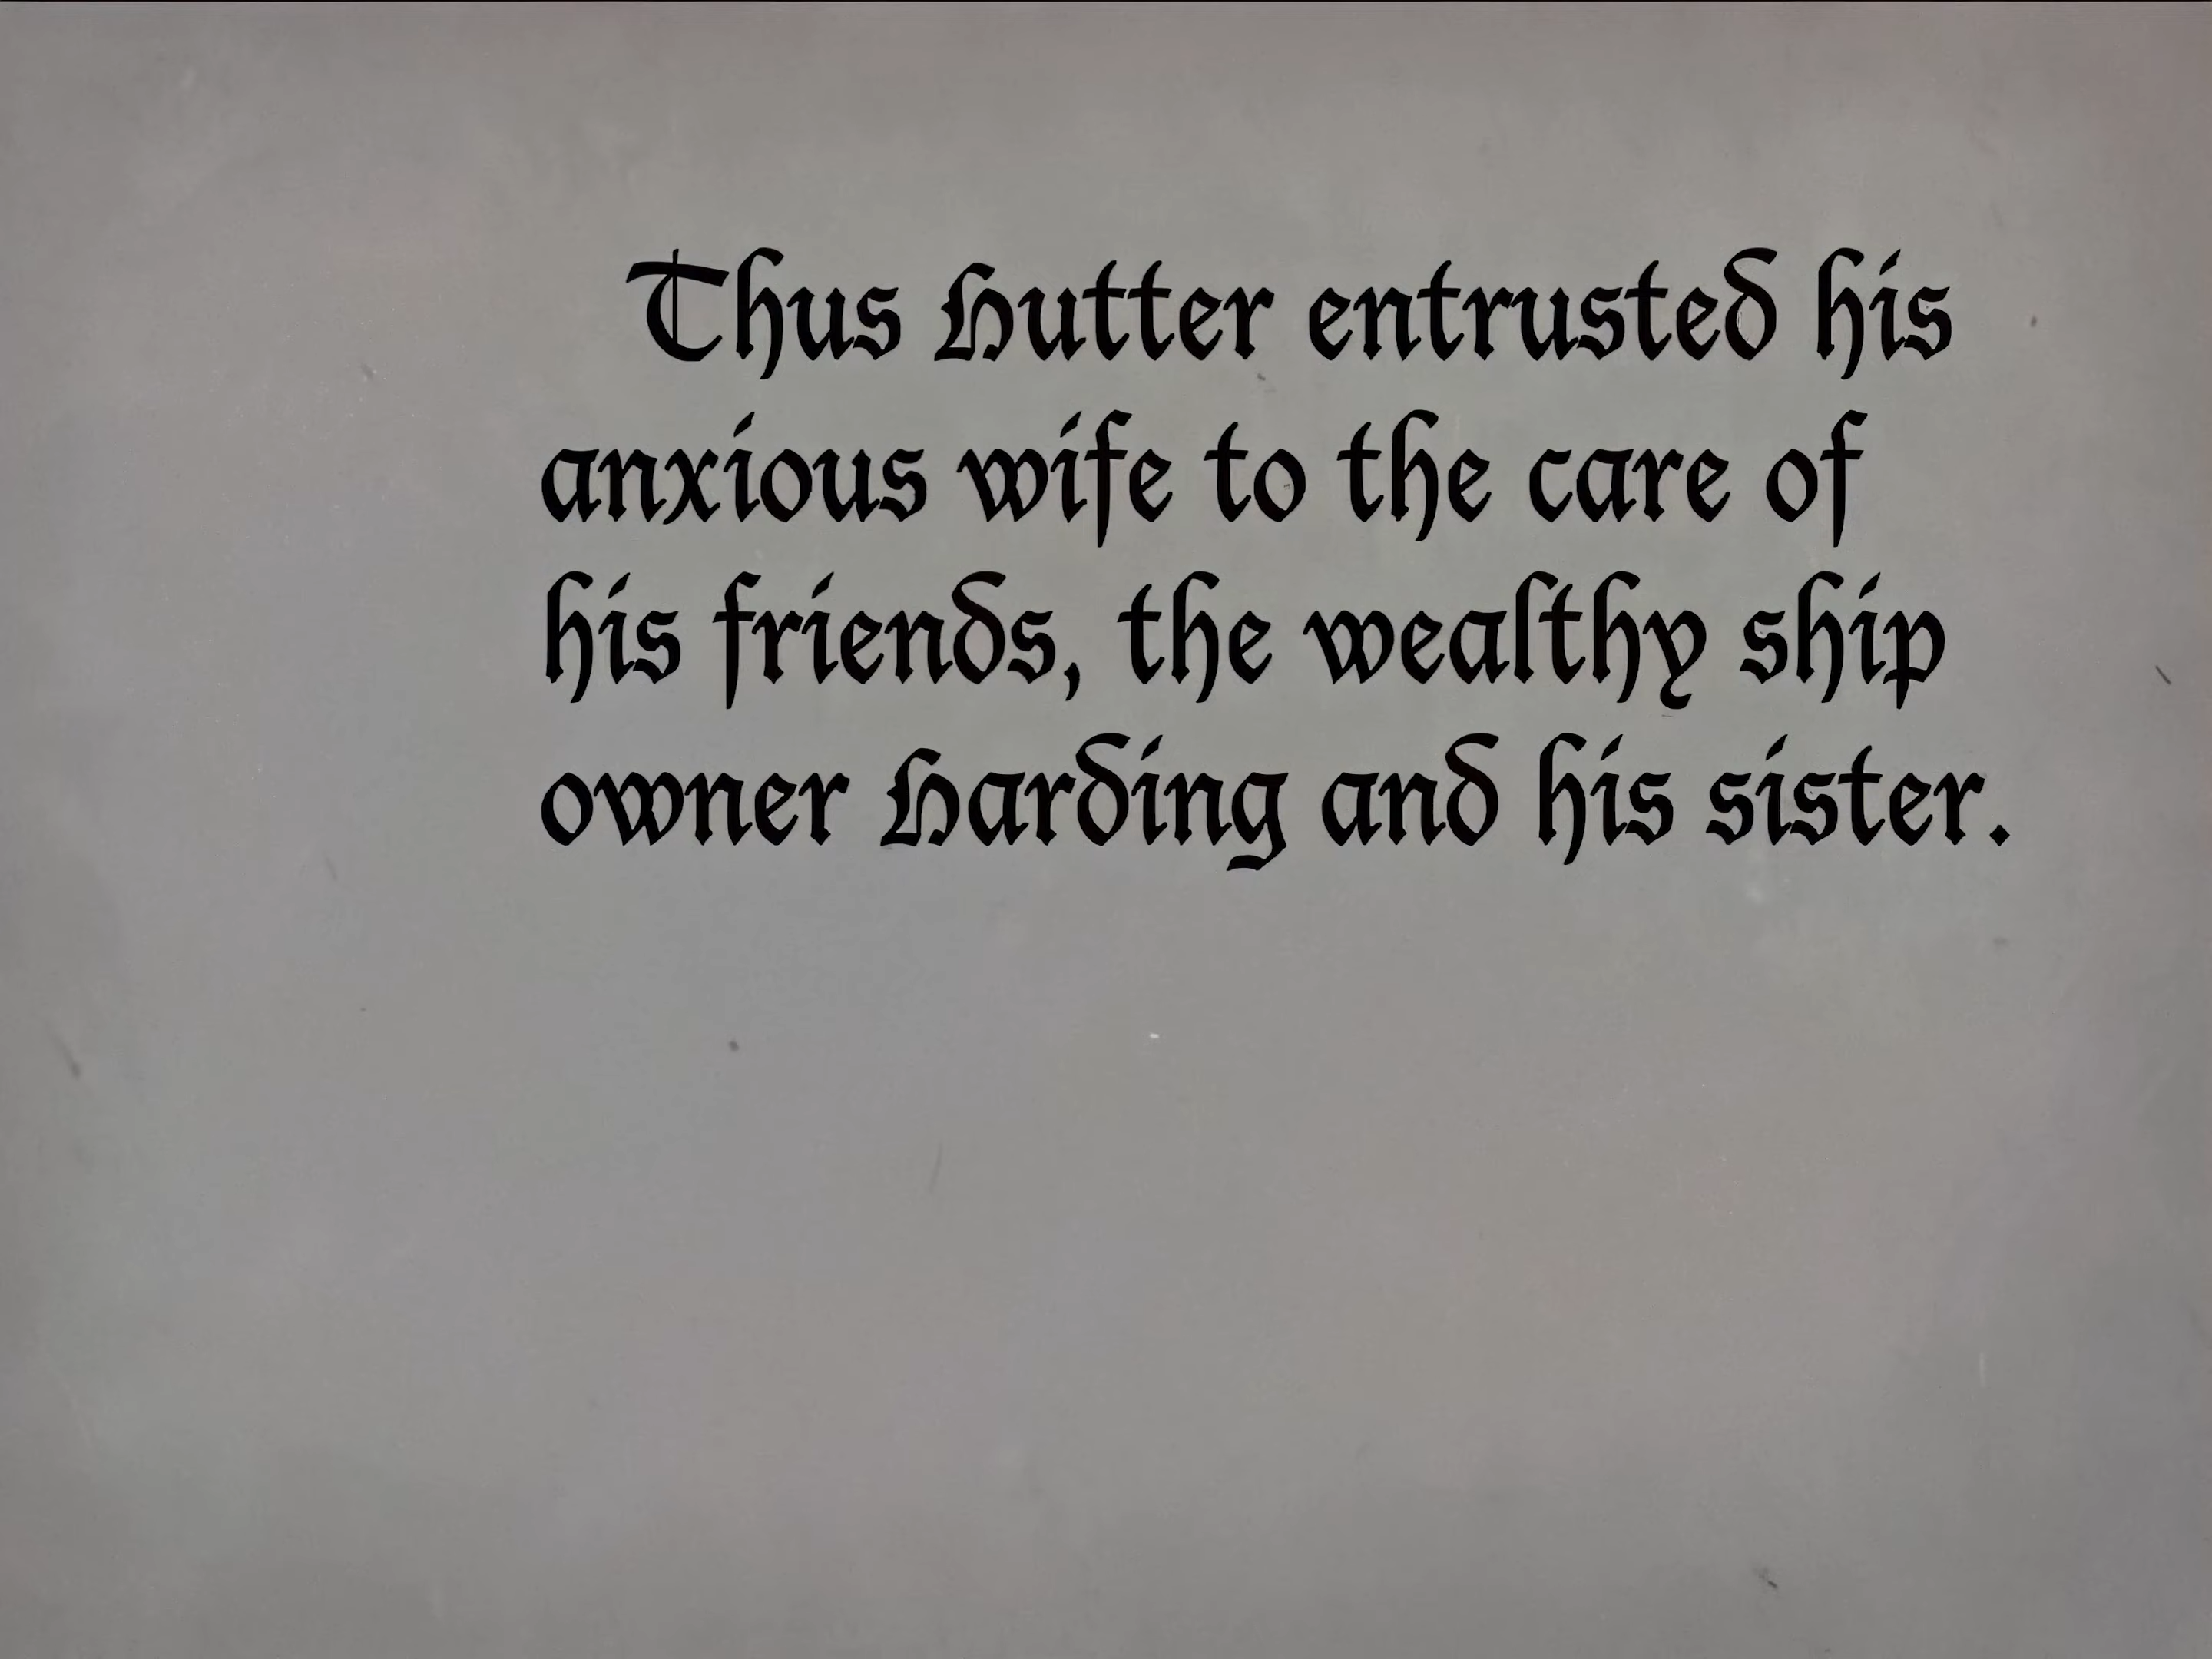 Thus Hutter entrusted his
anxious wife to the care of
his friends, the wealthy ship
owner Harding and his sister.